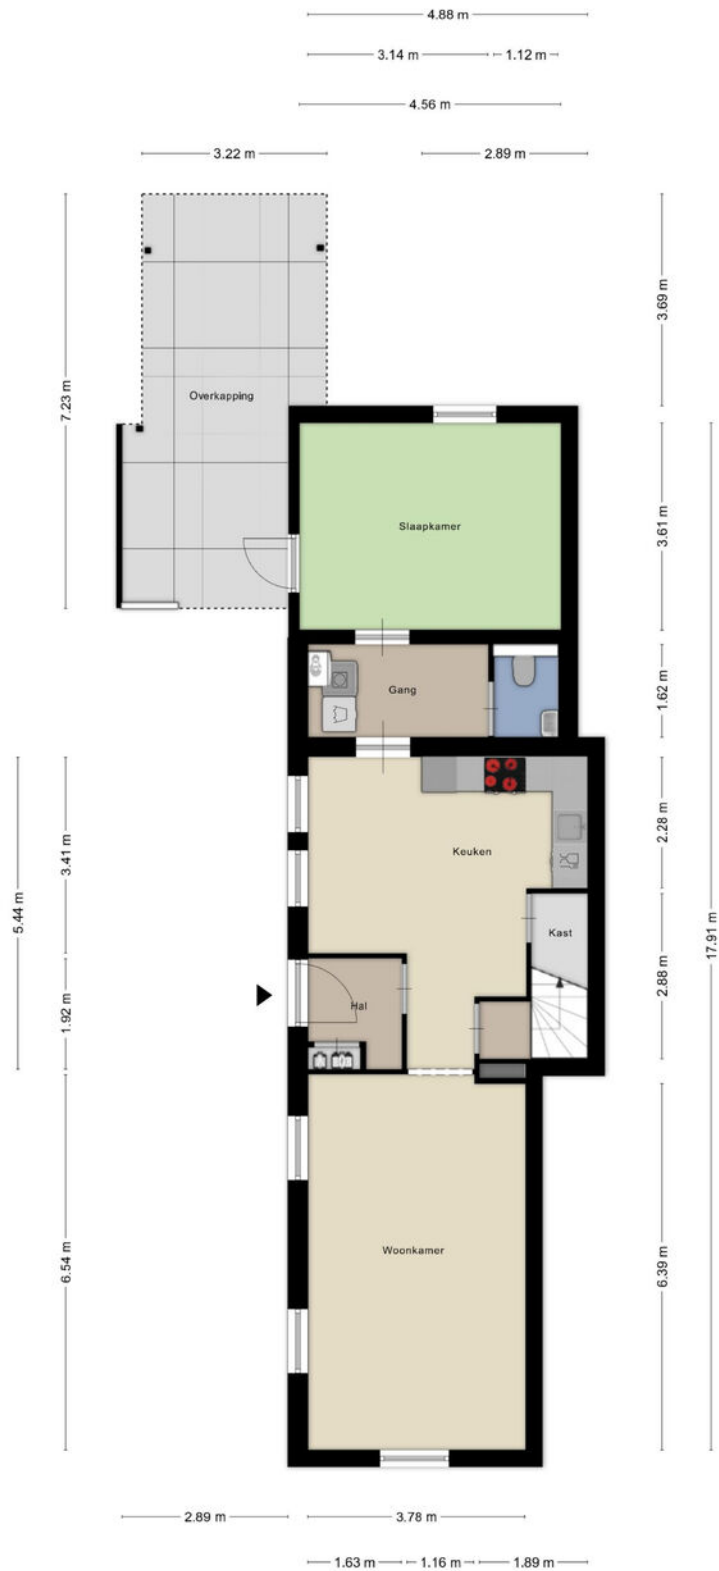 4.88 m
3.14 m
1.12 m
4.56 m
3.22 m
2.89 m
3.69 m
7.23 m
Overkapping
Slaapkamer
3.61 m
Gang
1.62 m
Keuken
2.28 m
3.41 m
5.44 m
17.91 m
Kast
2.88 m
Hal
1.92 m
Woonkamer
6.54 m
6.39 m
2.89 m
3.78 m
1.63 m
1.16 m
1.89 m